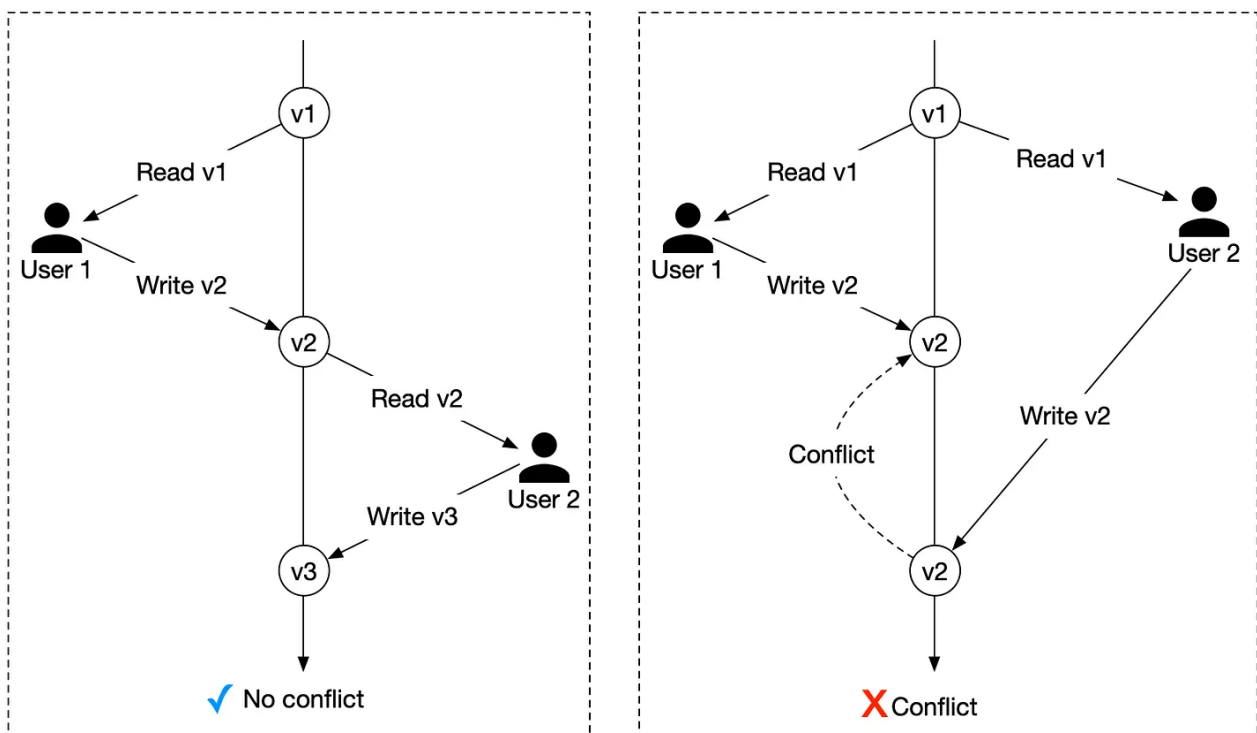 v1
Read v1
User 1
Write v2
v2
Read v2
User 2
Write v3
v3
No conflict
v1
Read v1
Read v1
User 1
User 2
Write v2
v2
Write v2
Conflict
v2
Conflict